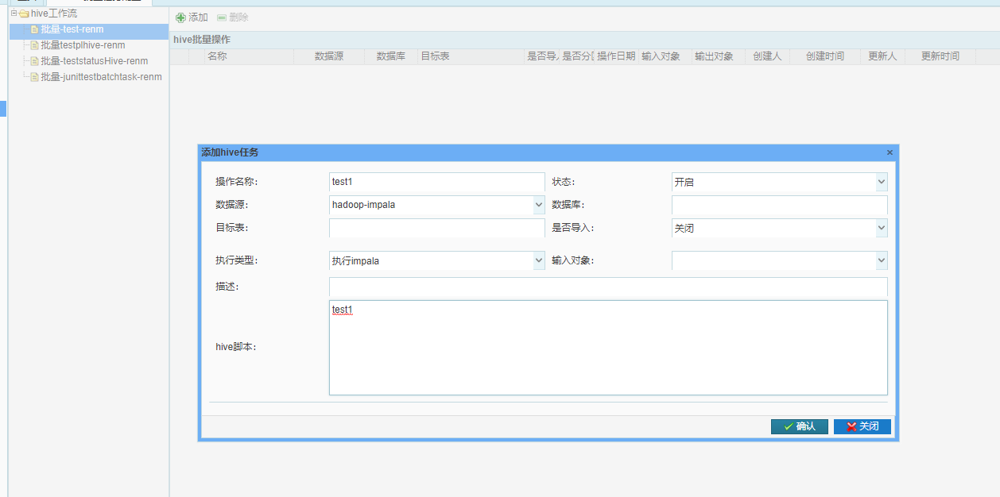 hive工作流
批量-test-renm
批量testplhive-renm
批量-teststatusHive-renm
批量-junittestbatchtask-renm
添加 删除
hive批量操作
名称 数据源 数据库 目标表 是否导入 是否分区 操作日期 输入对象 输出对象 创建人 创建时间 更新人 更新时间
添加hive任务
操作名称: test1 状态: 开启
数据源: hadoop-impala 数据库:
目标表: 是否导入: 关闭
执行类型: 执行impala 输入对象:
描述:
test1
hive脚本:
确认 关闭